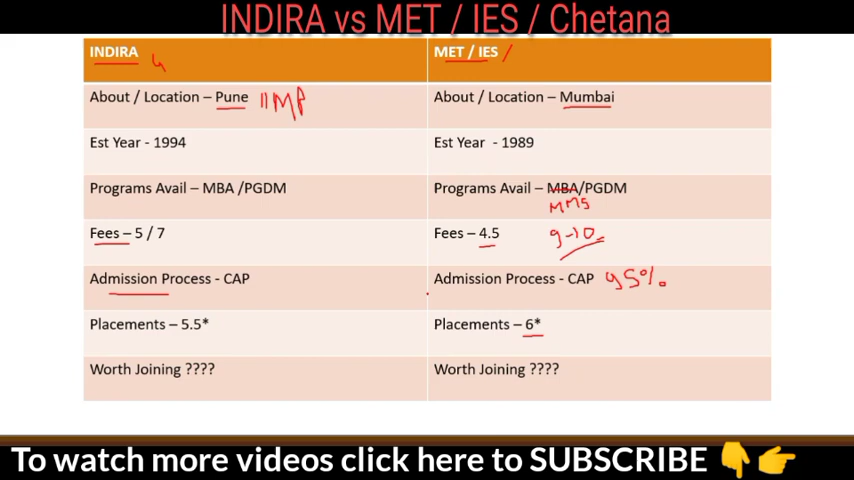 INDIRA vs MET / IES / Chetana
INDIRA
MET / IES /
About / Location – Pune IIMP
About / Location – Mumbai
Est Year - 1994
Est Year - 1989
Programs Avail – MBA /PGDM
Programs Avail – MBA/PGDM
MMS
Fees – 5 / 7
Fees – 4.5 9-10
Admission Process - CAP
Admission Process - CAP 95%
Placements – 5.5*
Placements – 6*
Worth Joining ????
Worth Joining ????
To watch more videos click here to SUBSCRIBE 👇👉